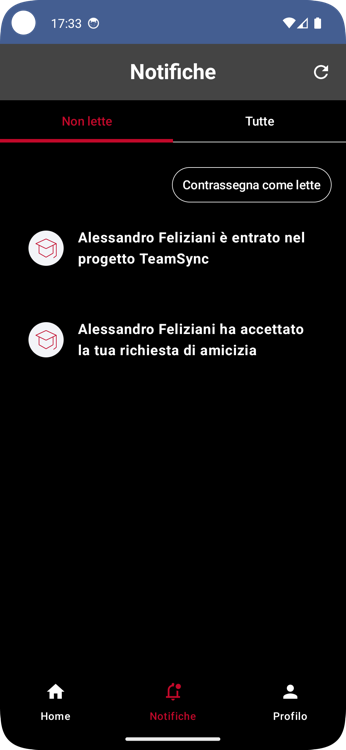 17:33
Notifiche
Non lette
Tutte
Contrassegna come lette
Alessandro Feliziani è entrato nel
progetto TeamSync
Alessandro Feliziani ha accettato
la tua richiesta di amicizia
Home
Notifiche
Profilo